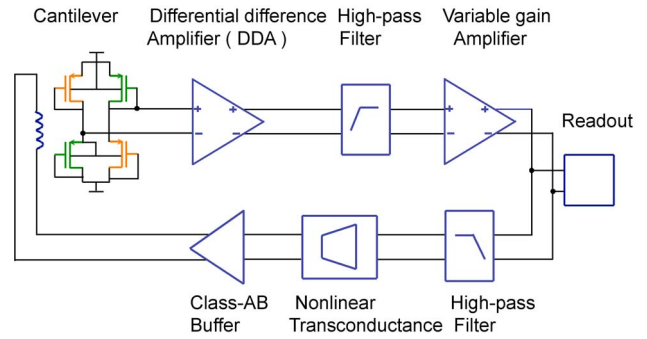 Cantilever
Differential difference
Amplifier ( DDA )
High-pass
Filter
Variable gain
Amplifier
Readout
Class-AB
Buffer
Nonlinear
Transconductance
High-pass
Filter